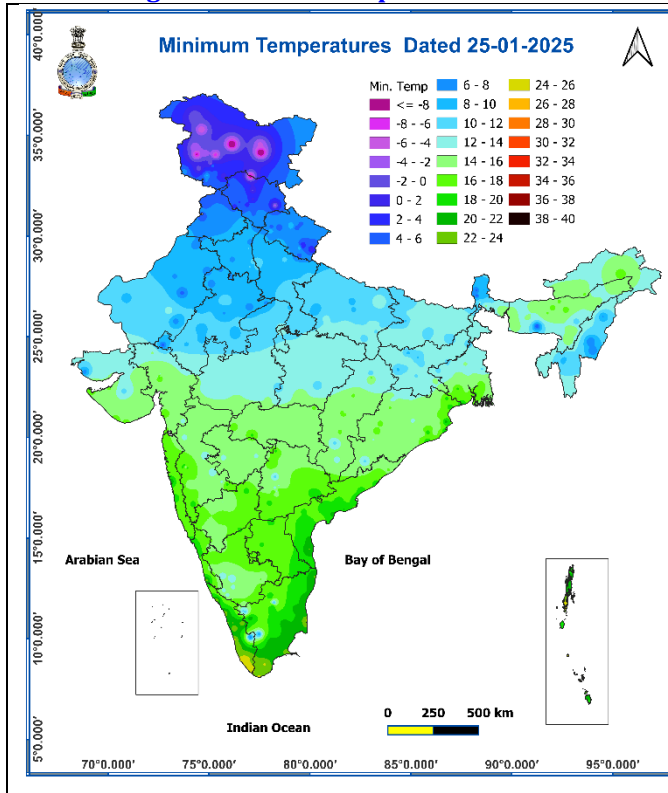 Minimum Temperatures Dated 25-01-2025
Min. Temp
<= -8
-8 - -6
-6 - -4
-4 - -2
-2 - 0
0 - 2
2 - 4
4 - 6
6 - 8
8 - 10
10 - 12
12 - 14
14 - 16
16 - 18
18 - 20
20 - 22
22 - 24
24 - 26
26 - 28
28 - 30
30 - 32
32 - 34
34 - 36
36 - 38
38 - 40
40°0.000'
35°0.000'
30°0.000'
25°0.000'
20°0.000'
15°0.000'
10°0.000'
5°0.000'
Arabian Sea
Bay of Bengal
Indian Ocean
0 250 500 km
70°0.000' 75°0.000' 80°0.000' 90°0.000' 95°0.000'